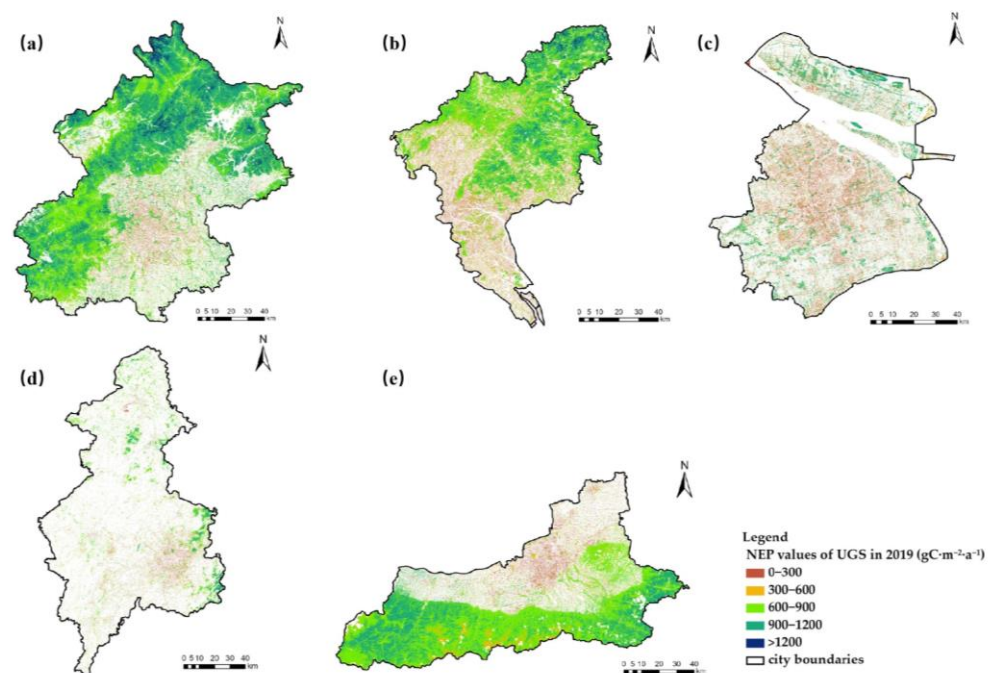 (a)
N
0 5 10 20 30 40
km
(b)
N
0 5 10 20 30 40
km
(c)
N
0 5 10 20 30 40
km
(d)
N
0 5 10 20 30 40
km
(e)
N
0 5 10 20 30 40
km
Legend
NEP values of UGS in 2019 (gC·m⁻²·a⁻¹)
0–300
300–600
600–900
900–1200
>1200
city boundaries